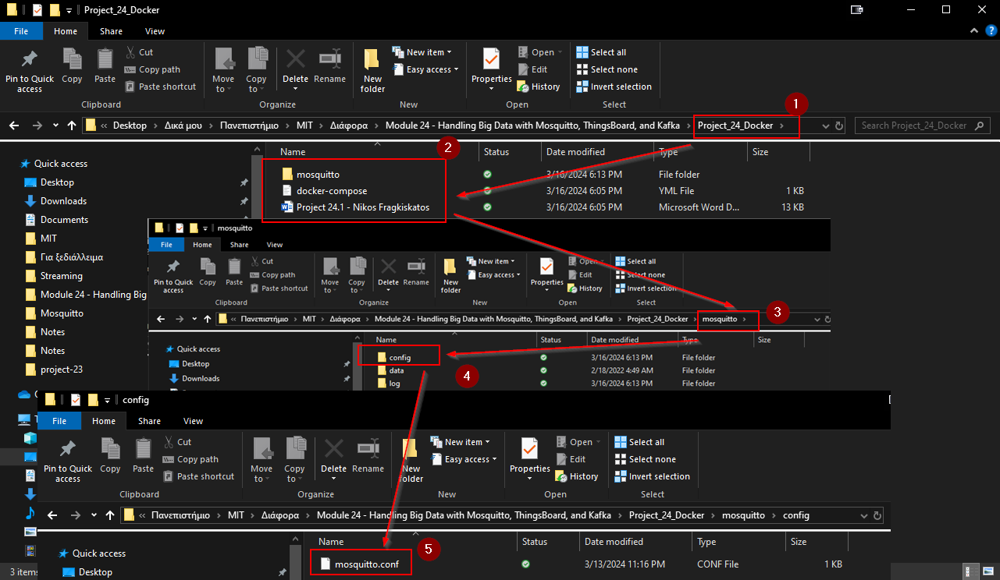 Project_24_Docker
File Home Share View
Pin to Quick access Copy Paste Cut Copy path Paste shortcut Move to Copy to Delete Rename New folder New item Easy access Properties Open Edit History Select all Select none Invert selection
Clipboard Organize New Open Select
1
« Desktop > Δικά μου > Πανεπιστήμιο > MIT > Διάφορα > Module 24 - Handling Big Data with Mosquitto, ThingsBoard, and Kafka > Project_24_Docker > Search Project_24_Docker
2
Name Status Date modified Type Size
mosquitto 3/16/2024 6:13 PM File folder
docker-compose 3/16/2024 6:05 PM YML File 1 KB
Project 24.1 - Nikos Fragkiskatos 3/16/2024 6:05 PM Microsoft Word D... 13 KB
Quick access
Desktop
Downloads
Documents
MIT
Για ξεδιάλλειμα
Streaming
Module 24 - Handling Big
Mosquitto
Notes
Notes
project-23
3 items
mosquitto
File Home Share View
Pin to Quick access Copy Paste Cut Copy path Paste shortcut Move to Copy to Delete Rename New folder New item Easy access Properties Open Edit History Select all Select none Invert selection
Clipboard Organize New Open Select
3
« Πανεπιστήμιο > MIT > Διάφορα > Module 24 - Handling Big Data with Mosquitto, ThingsBoard, and Kafka > Project_24_Docker > mosquitto >
Name Status Date modified Type Size
Quick access
Desktop
Downloads
config 3/16/2024 6:13 PM File folder
data 2/18/2022 4:49 AM File folder
log 3/16/2024 6:13 PM File folder
4
config
File Home Share View
Pin to Quick access Copy Paste Cut Copy path Paste shortcut Move to Copy to Delete Rename New folder New item Easy access Properties Open Edit History Select all Select none Invert selection
Clipboard Organize New Open Select
« Πανεπιστήμιο > MIT > Διάφορα > Module 24 - Handling Big Data with Mosquitto, ThingsBoard, and Kafka > Project_24_Docker > mosquitto > config
Name Status Date modified Type Size
5
Quick access
Desktop
mosquitto.conf 3/13/2024 11:16 PM CONF File 1 KB